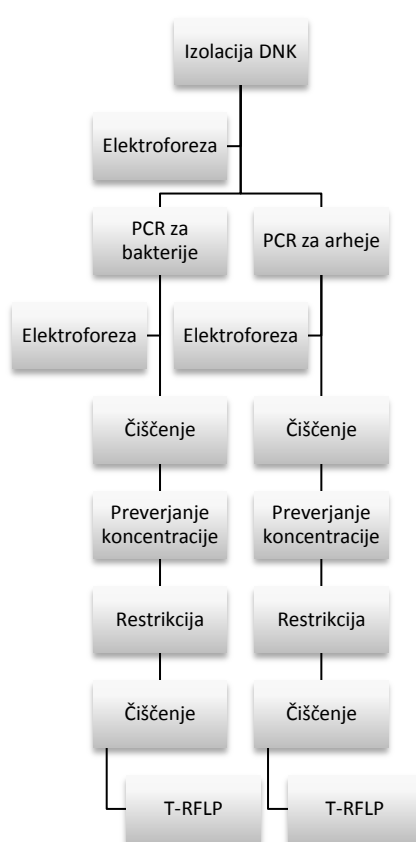 Izolacija DNK
Elektroforeza
PCR za
bakterije
PCR za arheje
Elektroforeza
Elektroforeza
Čiščenje
Čiščenje
Preverjanje
koncentracije
Preverjanje
koncentracije
Restrikcija
Restrikcija
Čiščenje
Čiščenje
T-RFLP
T-RFLP